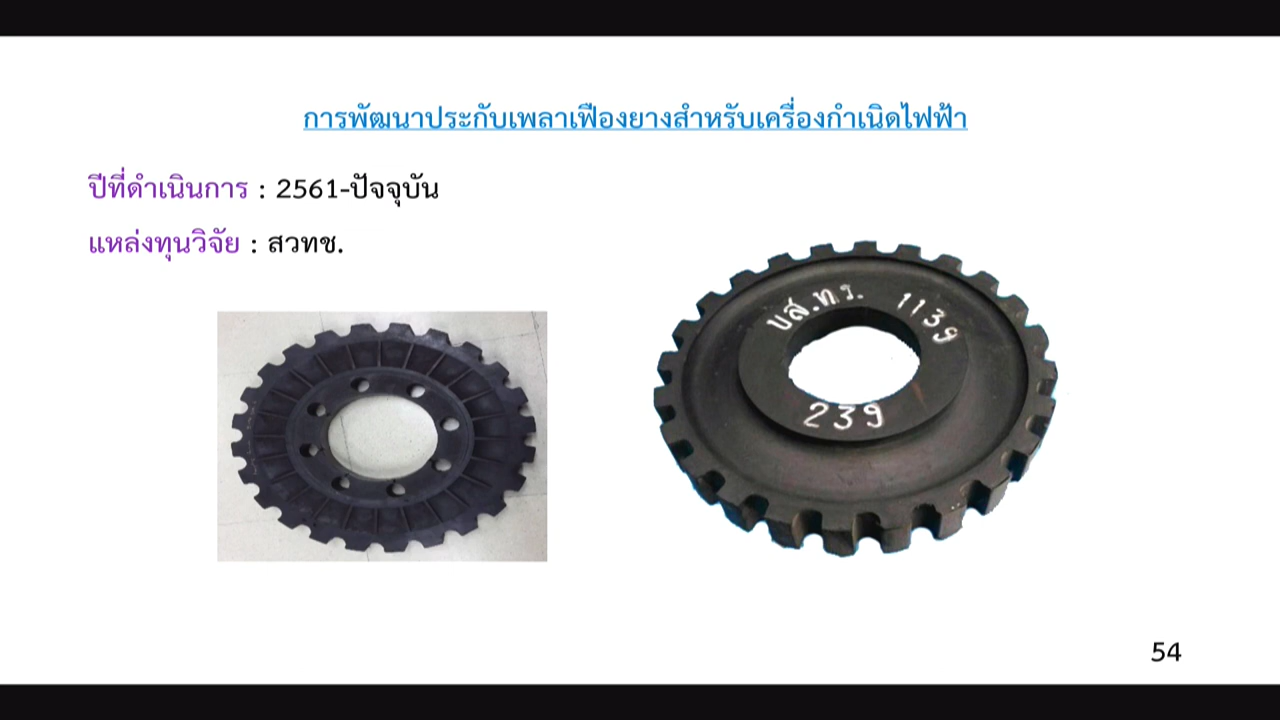 การพัฒนาประกับเพลาเฟืองยางสำหรับเครื่องกำเนิดไฟฟ้า
ปีที่ดำเนินการ : 2561-ปัจจุบัน
แหล่งทุนวิจัย : สวทช.
บส.ทร. 1139
239
54